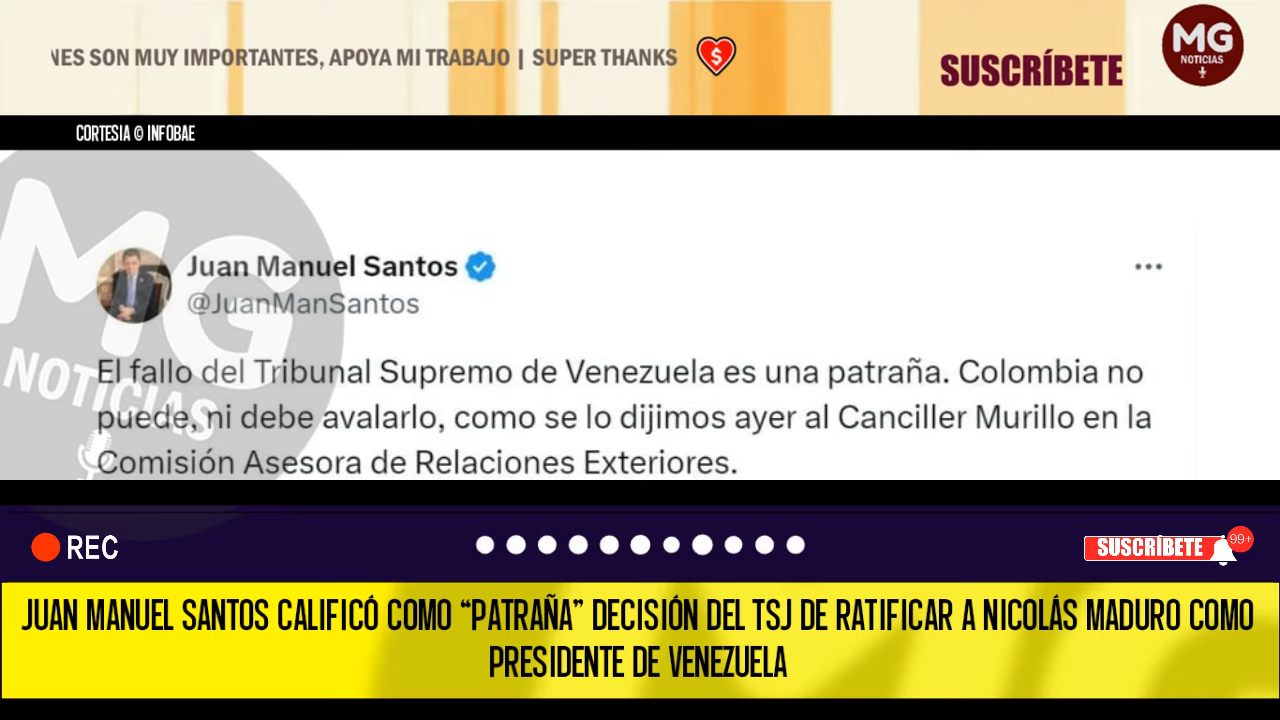 NES SON MUY IMPORTANTES, APOYA MI TRABAJO | SUPER THANKS
SUSCRÍBETE
MG
NOTICIAS
CORTESIA © INFOBAE
MG
NOTICIAS
Juan Manuel Santos
@JuanManSantos
El fallo del Tribunal Supremo de Venezuela es una patraña. Colombia no
puede, ni debe avalarlo, como se lo dijimos ayer al Canciller Murillo en la
Comisión Asesora de Relaciones Exteriores.
REC
SUSCRÍBETE
99+
JUAN MANUEL SANTOS CALIFICÓ COMO “PATRAÑA” DECISIÓN DEL TSJ DE RATIFICAR A NICOLÁS MADURO COMO
PRESIDENTE DE VENEZUELA